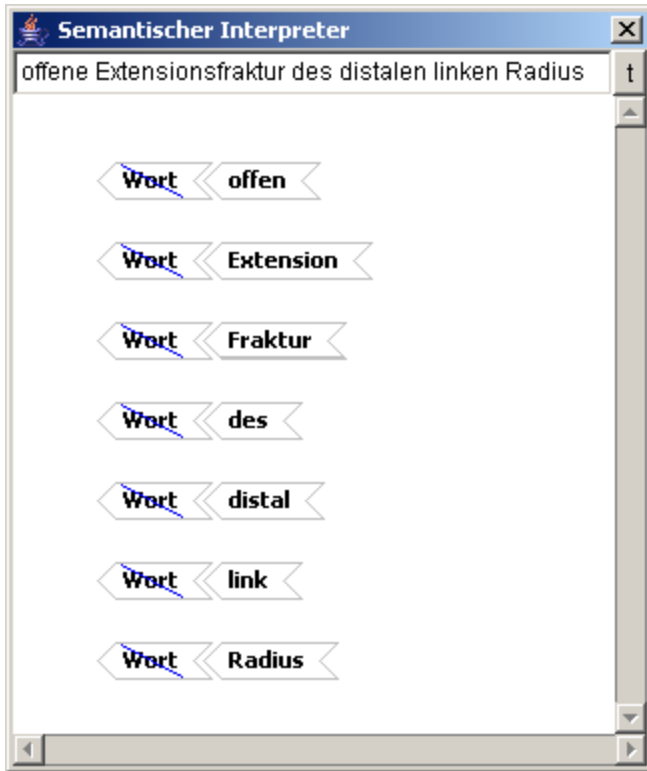 Semantischer Interpreter
offene Extensionsfraktur des distalen linken Radius t
Wort offen
Wort Extension
Wort Fraktur
Wort des
Wort distal
Wort link
Wort Radius